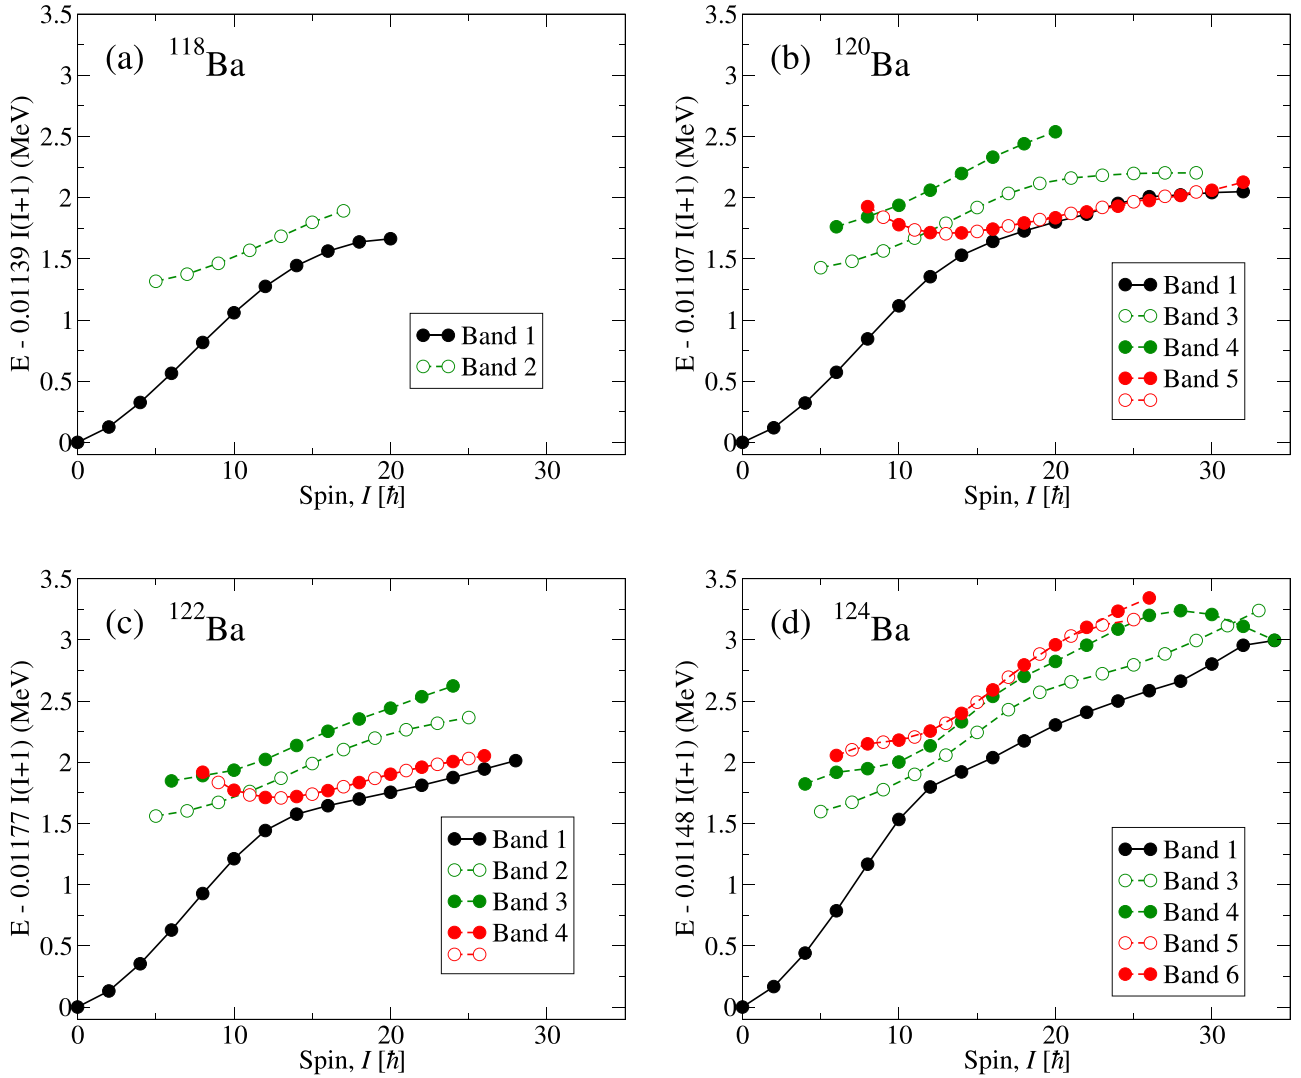 (a) ¹¹⁸Ba
E - 0.01139 I(I+1) (MeV)
3.5
3
2.5
2
1.5
1
0.5
0
0 10 20 30
Spin, I [ħ]
Band 1
Band 2
(b) ¹²⁰Ba
E - 0.01107 I(I+1) (MeV)
3.5
3
2.5
2
1.5
1
0.5
0
0 10 20 30
Spin, I [ħ]
Band 1
Band 3
Band 4
Band 5
(c) ¹²²Ba
E - 0.01177 I(I+1) (MeV)
3.5
3
2.5
2
1.5
1
0.5
0
0 10 20 30
Spin, I [ħ]
Band 1
Band 2
Band 3
Band 4
(d) ¹²⁴Ba
E - 0.01148 I(I+1) (MeV)
3.5
3
2.5
2
1.5
1
0.5
0
0 10 20 30
Spin, I [ħ]
Band 1
Band 3
Band 4
Band 5
Band 6